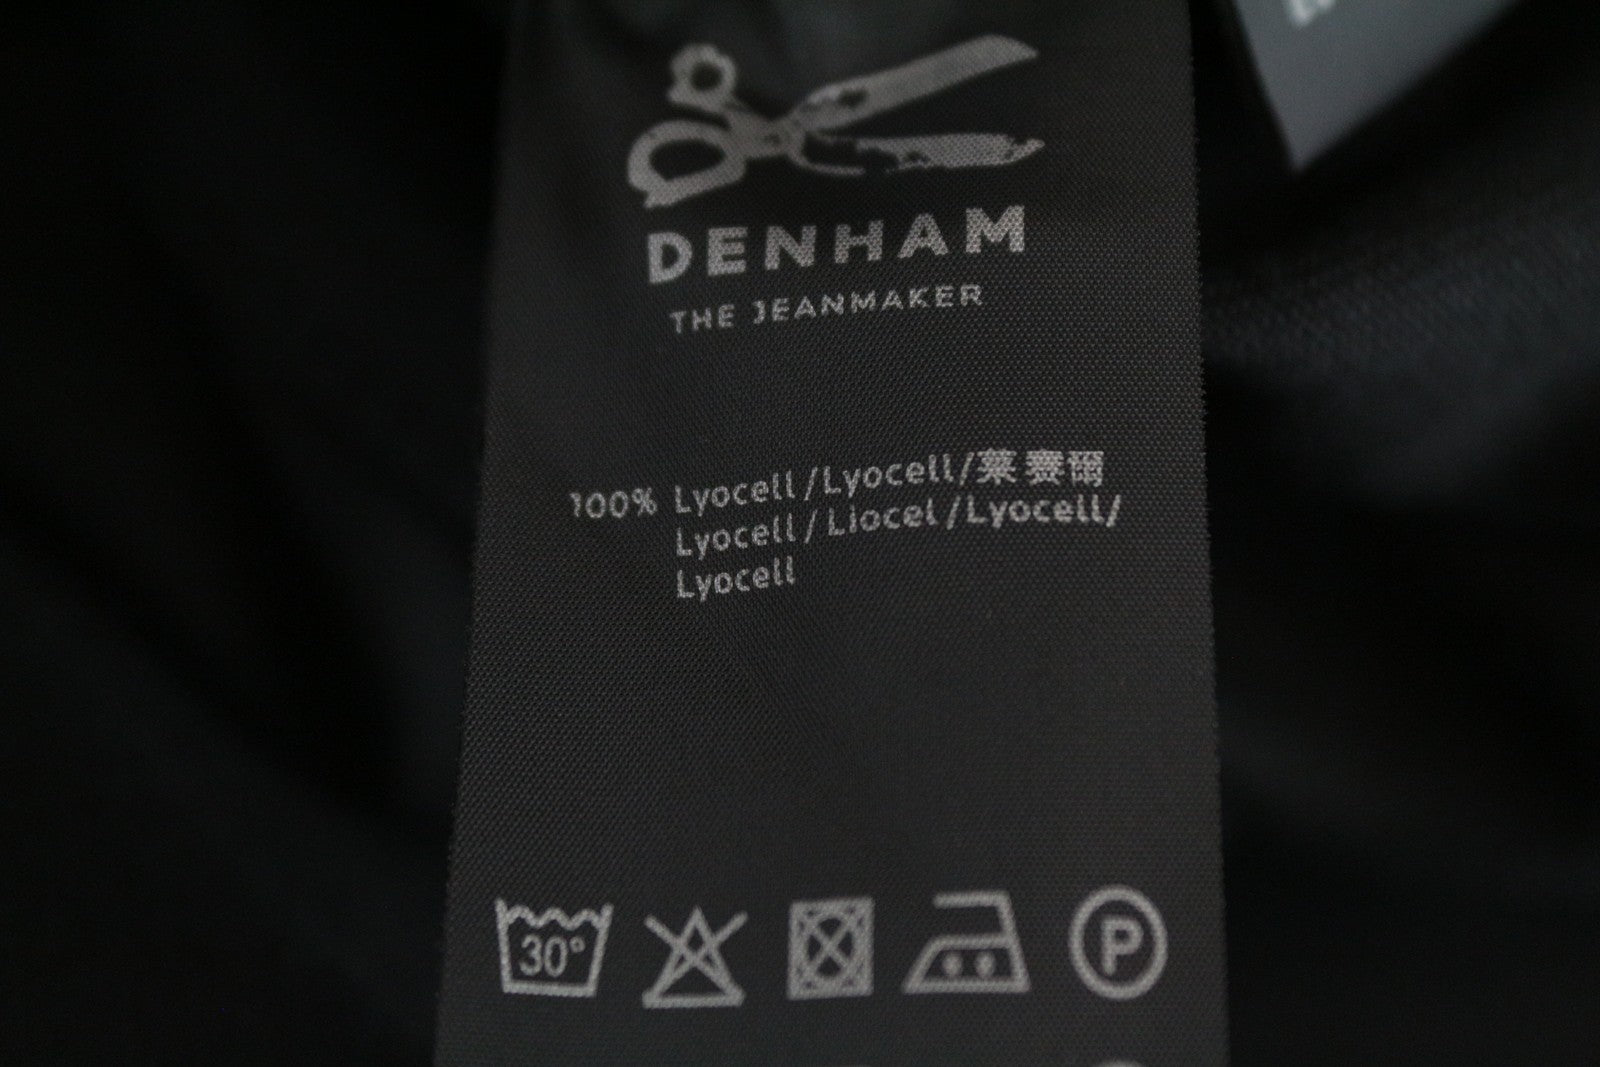 DENHAM
THE JEANMAKER
100% Lyocell/Lyocell/萊賽爾
Lyocell/Liocel/Lyocell/
Lyocell
30°
P